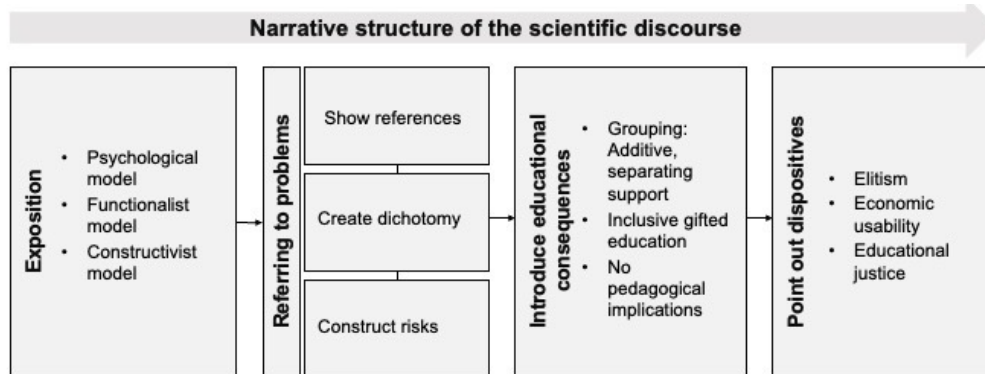 Narrative structure of the scientific discourse
Exposition
• Psychological
model
• Functionalist
model
• Constructivist
model
Referring to problems
Show references
Create dichotomy
Construct risks
Introduce educational
consequences
• Grouping:
Additive,
separating
support
• Inclusive gifted
education
• No
pedagogical
implications
Point out dispositives
• Elitism
• Economic
usability
• Educational
justice